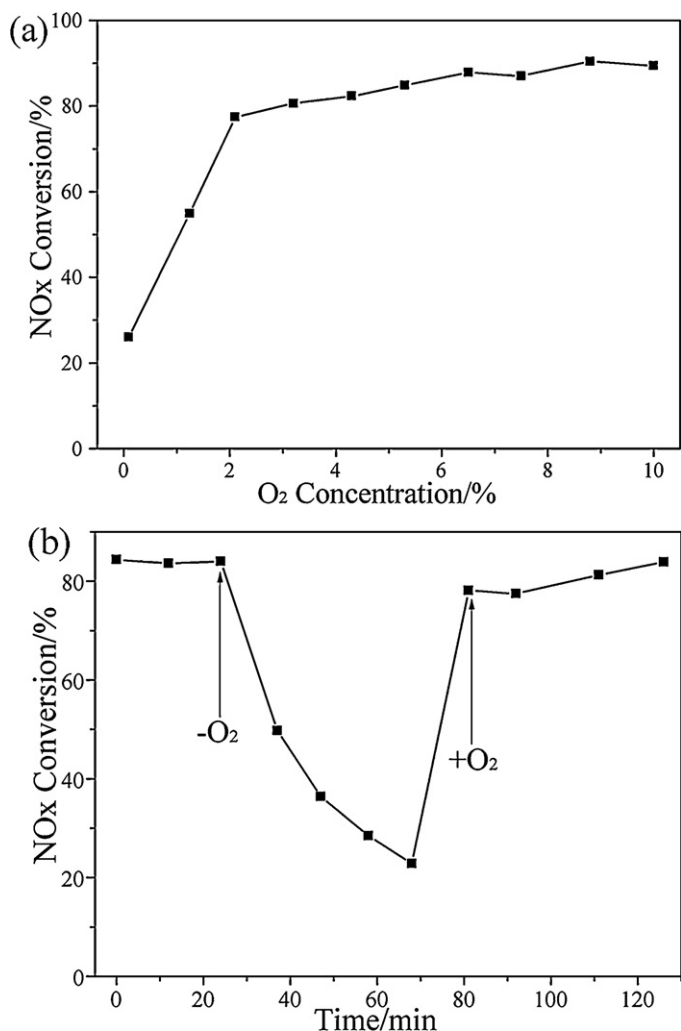 (a)
100
80
60
40
20
0
NOx Conversion/%
0 2 4 6 8 10
O₂ Concentration/%
(b)
80
60
40
20
0
NOx Conversion/%
-O₂
+O₂
0 20 40 60 80 100 120
Time/min